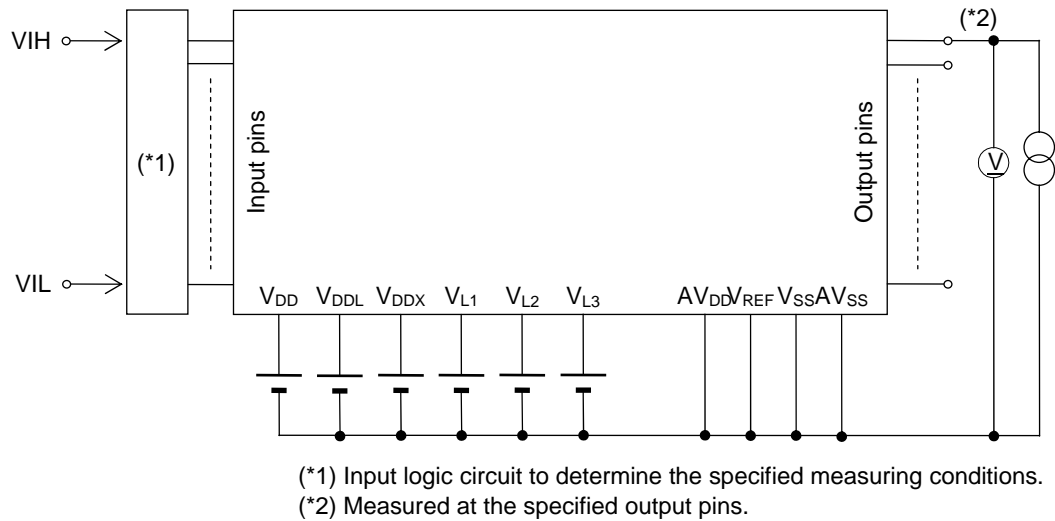 (*2)
VIH
(*1)
Input pins
Output pins
V
VIL
VDD VDDL VDDX VL1 VL2 VL3 AVDD VREF VSS AVSS
(*1) Input logic circuit to determine the specified measuring conditions.
(*2) Measured at the specified output pins.